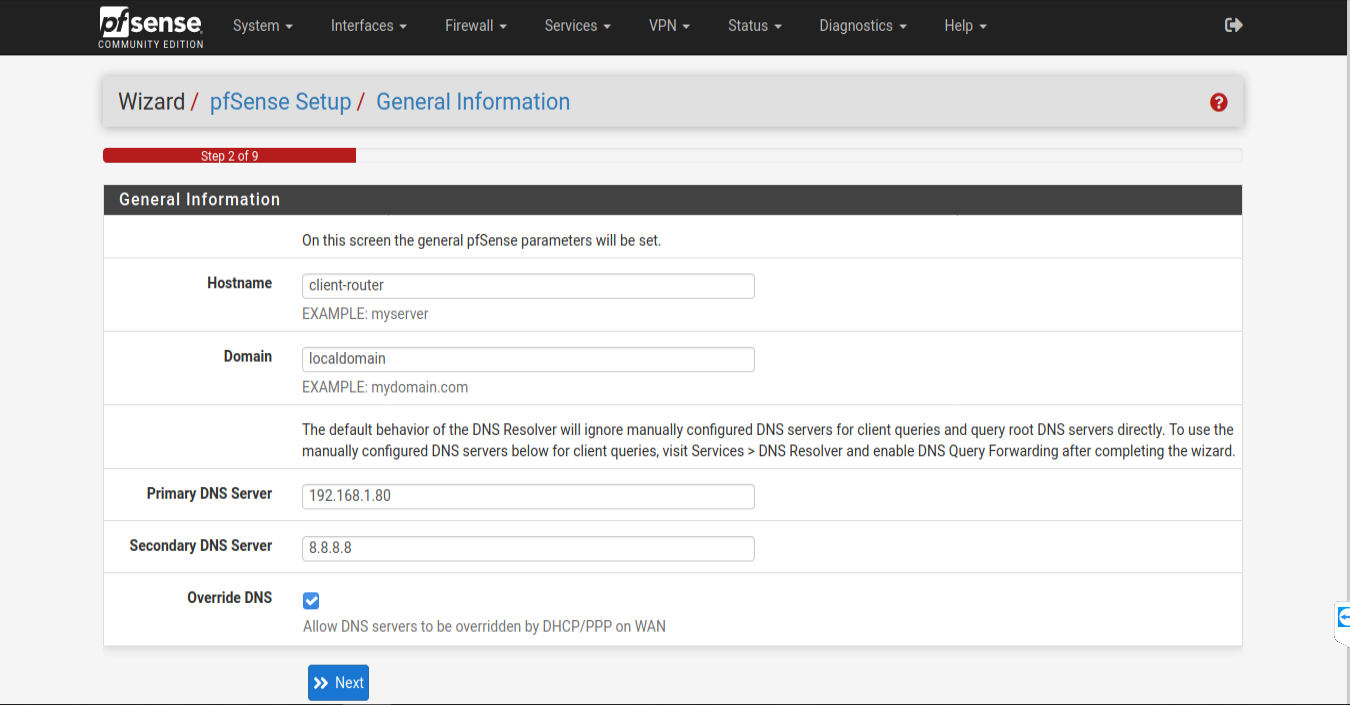 pfsense
COMMUNITY EDITION
System Interfaces Firewall Services VPN Status Diagnostics Help
Wizard / pfSense Setup / General Information
Step 2 of 9
General Information
On this screen the general pfSense parameters will be set.
Hostname client-router
EXAMPLE: myserver
Domain localdomain
EXAMPLE: mydomain.com
The default behavior of the DNS Resolver will ignore manually configured DNS servers for client queries and query root DNS servers directly. To use the
manually configured DNS servers below for client queries, visit Services > DNS Resolver and enable DNS Query Forwarding after completing the wizard.
Primary DNS Server 192.168.1.80
Secondary DNS Server 8.8.8.8
Override DNS
Allow DNS servers to be overridden by DHCP/PPP on WAN
Next